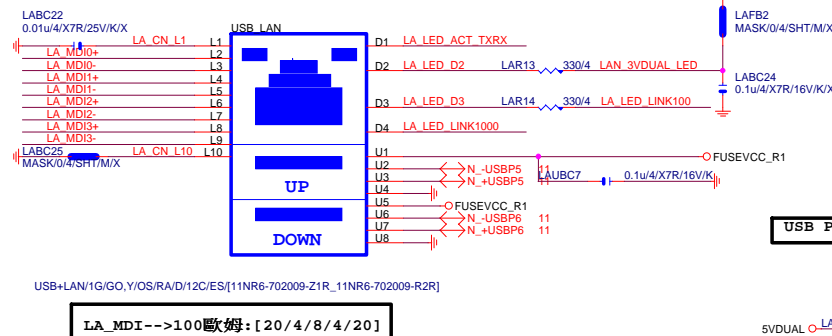 LABC22
0.01u/4/X7R/25V/K/X
USB_LAN
LAFB2
MASK/0/4/SHT/M/X
LA_CN_L1 L1 D1 LA_LED_ACT_TXRX
LA_MDI0+ L2
LA_MDI0- L3 D2 LA_LED_D2 LAR13 330/4 LAN_3VDUAL_LED
LA_MDI1+ L4
LA_MDI1- L5
LABC24
0.1u/4/X7R/16V/K/X
LA_MDI2+ L6 D3 LA_LED_D3 LAR14 330/4 LA_LED_LINK100
LA_MDI2- L7
LA_MDI3+ L8 D4 LA_LED_LINK1000
LA_MDI3- L9
LABC25 LA_CN_L10 L10 U1 FUSEVCC_R1
MASK/0/4/SHT/M/X
U2 N_-USBP5 11
U3 N_+USBP5 11 LAUBC7 0.1u/4/X7R/16V/K
UP U4
U5 FUSEVCC_R1
U6 N_-USBP6 11
U7 N_+USBP6 11
DOWN U8
USB P
USB+LAN/1G/GO,Y/OS/RA/D/12C/ES/[11NR6-702009-Z1R_11NR6-702009-R2R]
LA_MDI-->100歐姆:[20/4/8/4/20]
5VDUAL LA